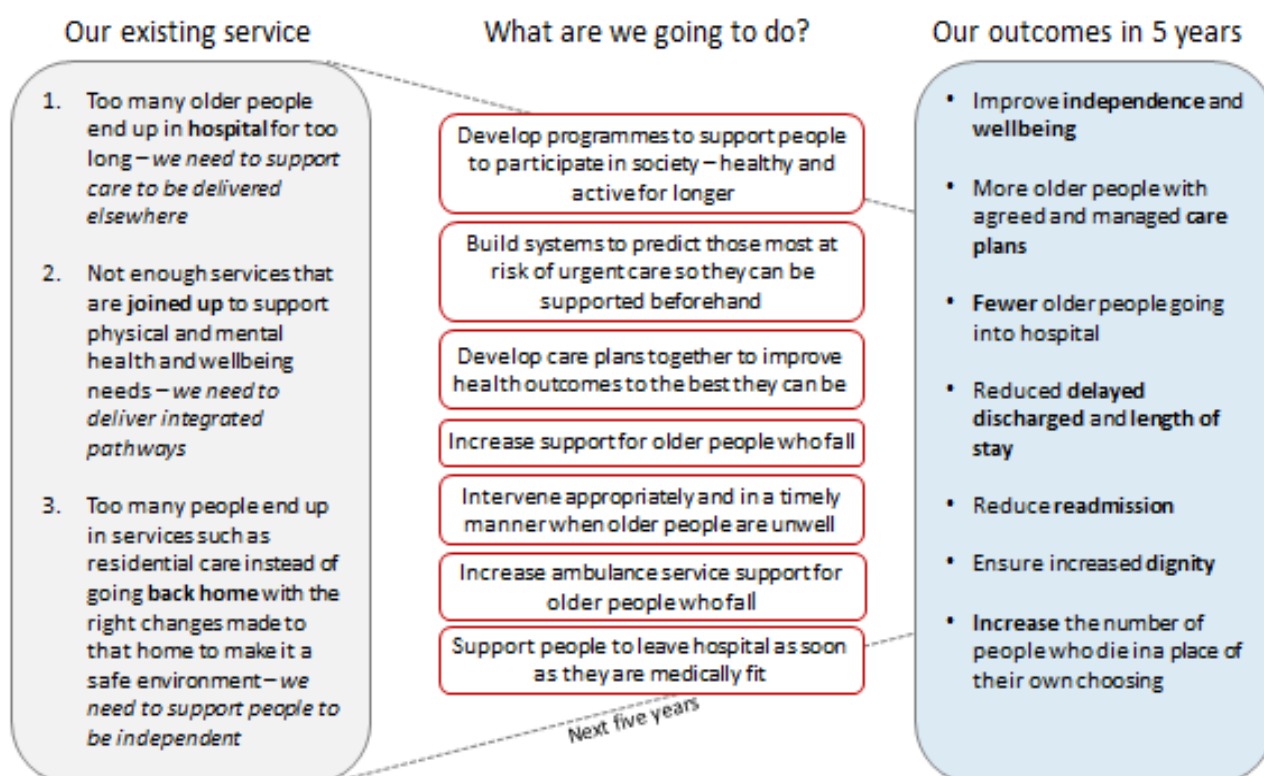 Our existing service
1. Too many older people
end up in hospital for too
long – we need to support
care to be delivered
elsewhere
2. Not enough services that
are joined up to support
physical and mental
health and wellbeing
needs – we need to
deliver integrated
pathways
3. Too many people end up
in services such as
residential care instead of
going back home with the
right changes made to
that home to make it a
safe environment – we
need to support people to
be independent
What are we going to do?
Develop programmes to support people
to participate in society – healthy and
active for longer
Build systems to predict those most at
risk of urgent care so they can be
supported beforehand
Develop care plans together to improve
health outcomes to the best they can be
Increase support for older people who fall
Intervene appropriately and in a timely
manner when older people are unwell
Increase ambulance service support for
older people who fall
Support people to leave hospital as soon
as they are medically fit
Next five years
Our outcomes in 5 years
• Improve independence and
wellbeing
• More older people with
agreed and managed care
plans
• Fewer older people going
into hospital
• Reduced delayed
discharged and length of
stay
• Reduce readmission
• Ensure increased dignity
• Increase the number of
people who die in a place of
their own choosing